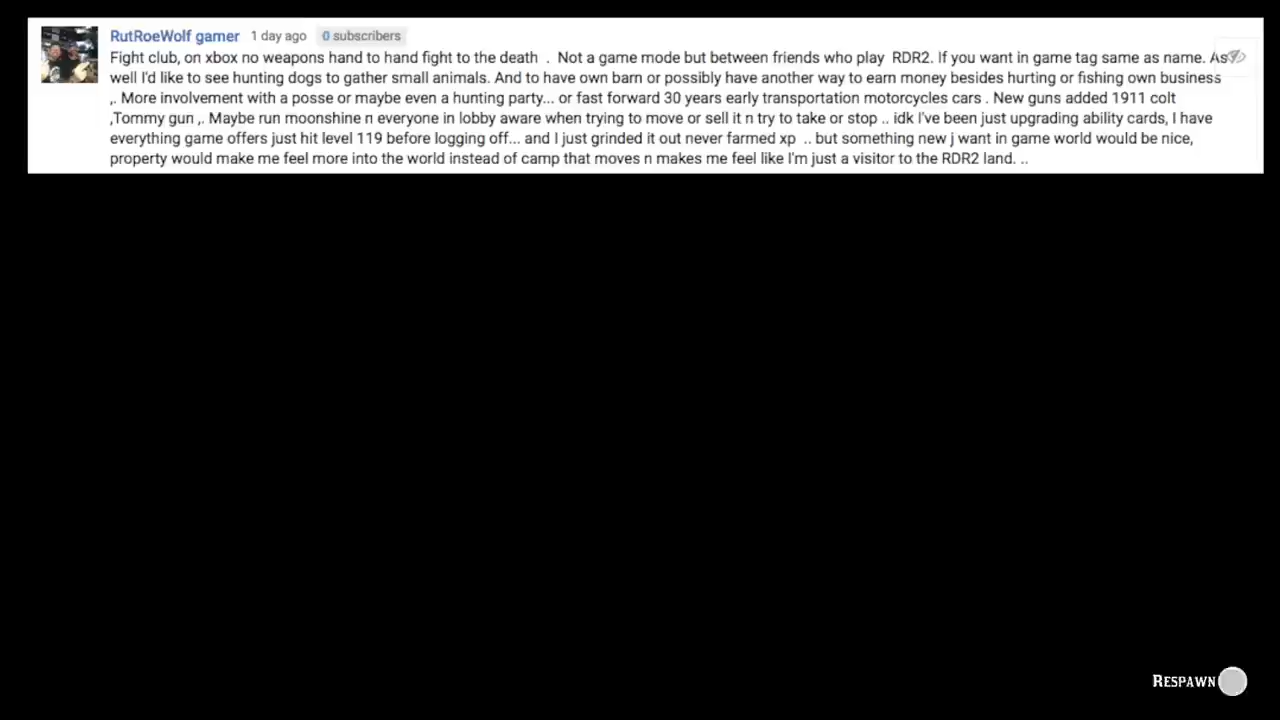 RutRoeWolf gamer 1 day ago 0 subscribers
Fight club, on xbox no weapons hand to hand fight to the death . Not a game mode but between friends who play RDR2. If you want in game tag same as name. As
well I'd like to see hunting dogs to gather small animals. And to have own barn or possibly have another way to earn money besides hurting or fishing own business
,. More involvement with a posse or maybe even a hunting party... or fast forward 30 years early transportation motorcycles cars . New guns added 1911 colt
,Tommy gun ,. Maybe run moonshine n everyone in lobby aware when trying to move or sell it n try to take or stop .. idk I've been just upgrading ability cards, I have
everything game offers just hit level 119 before logging off... and I just grinded it out never farmed xp .. but something new j want in game world would be nice,
property would make me feel more into the world instead of camp that moves n makes me feel like I'm just a visitor to the RDR2 land. ..
RESPAWN